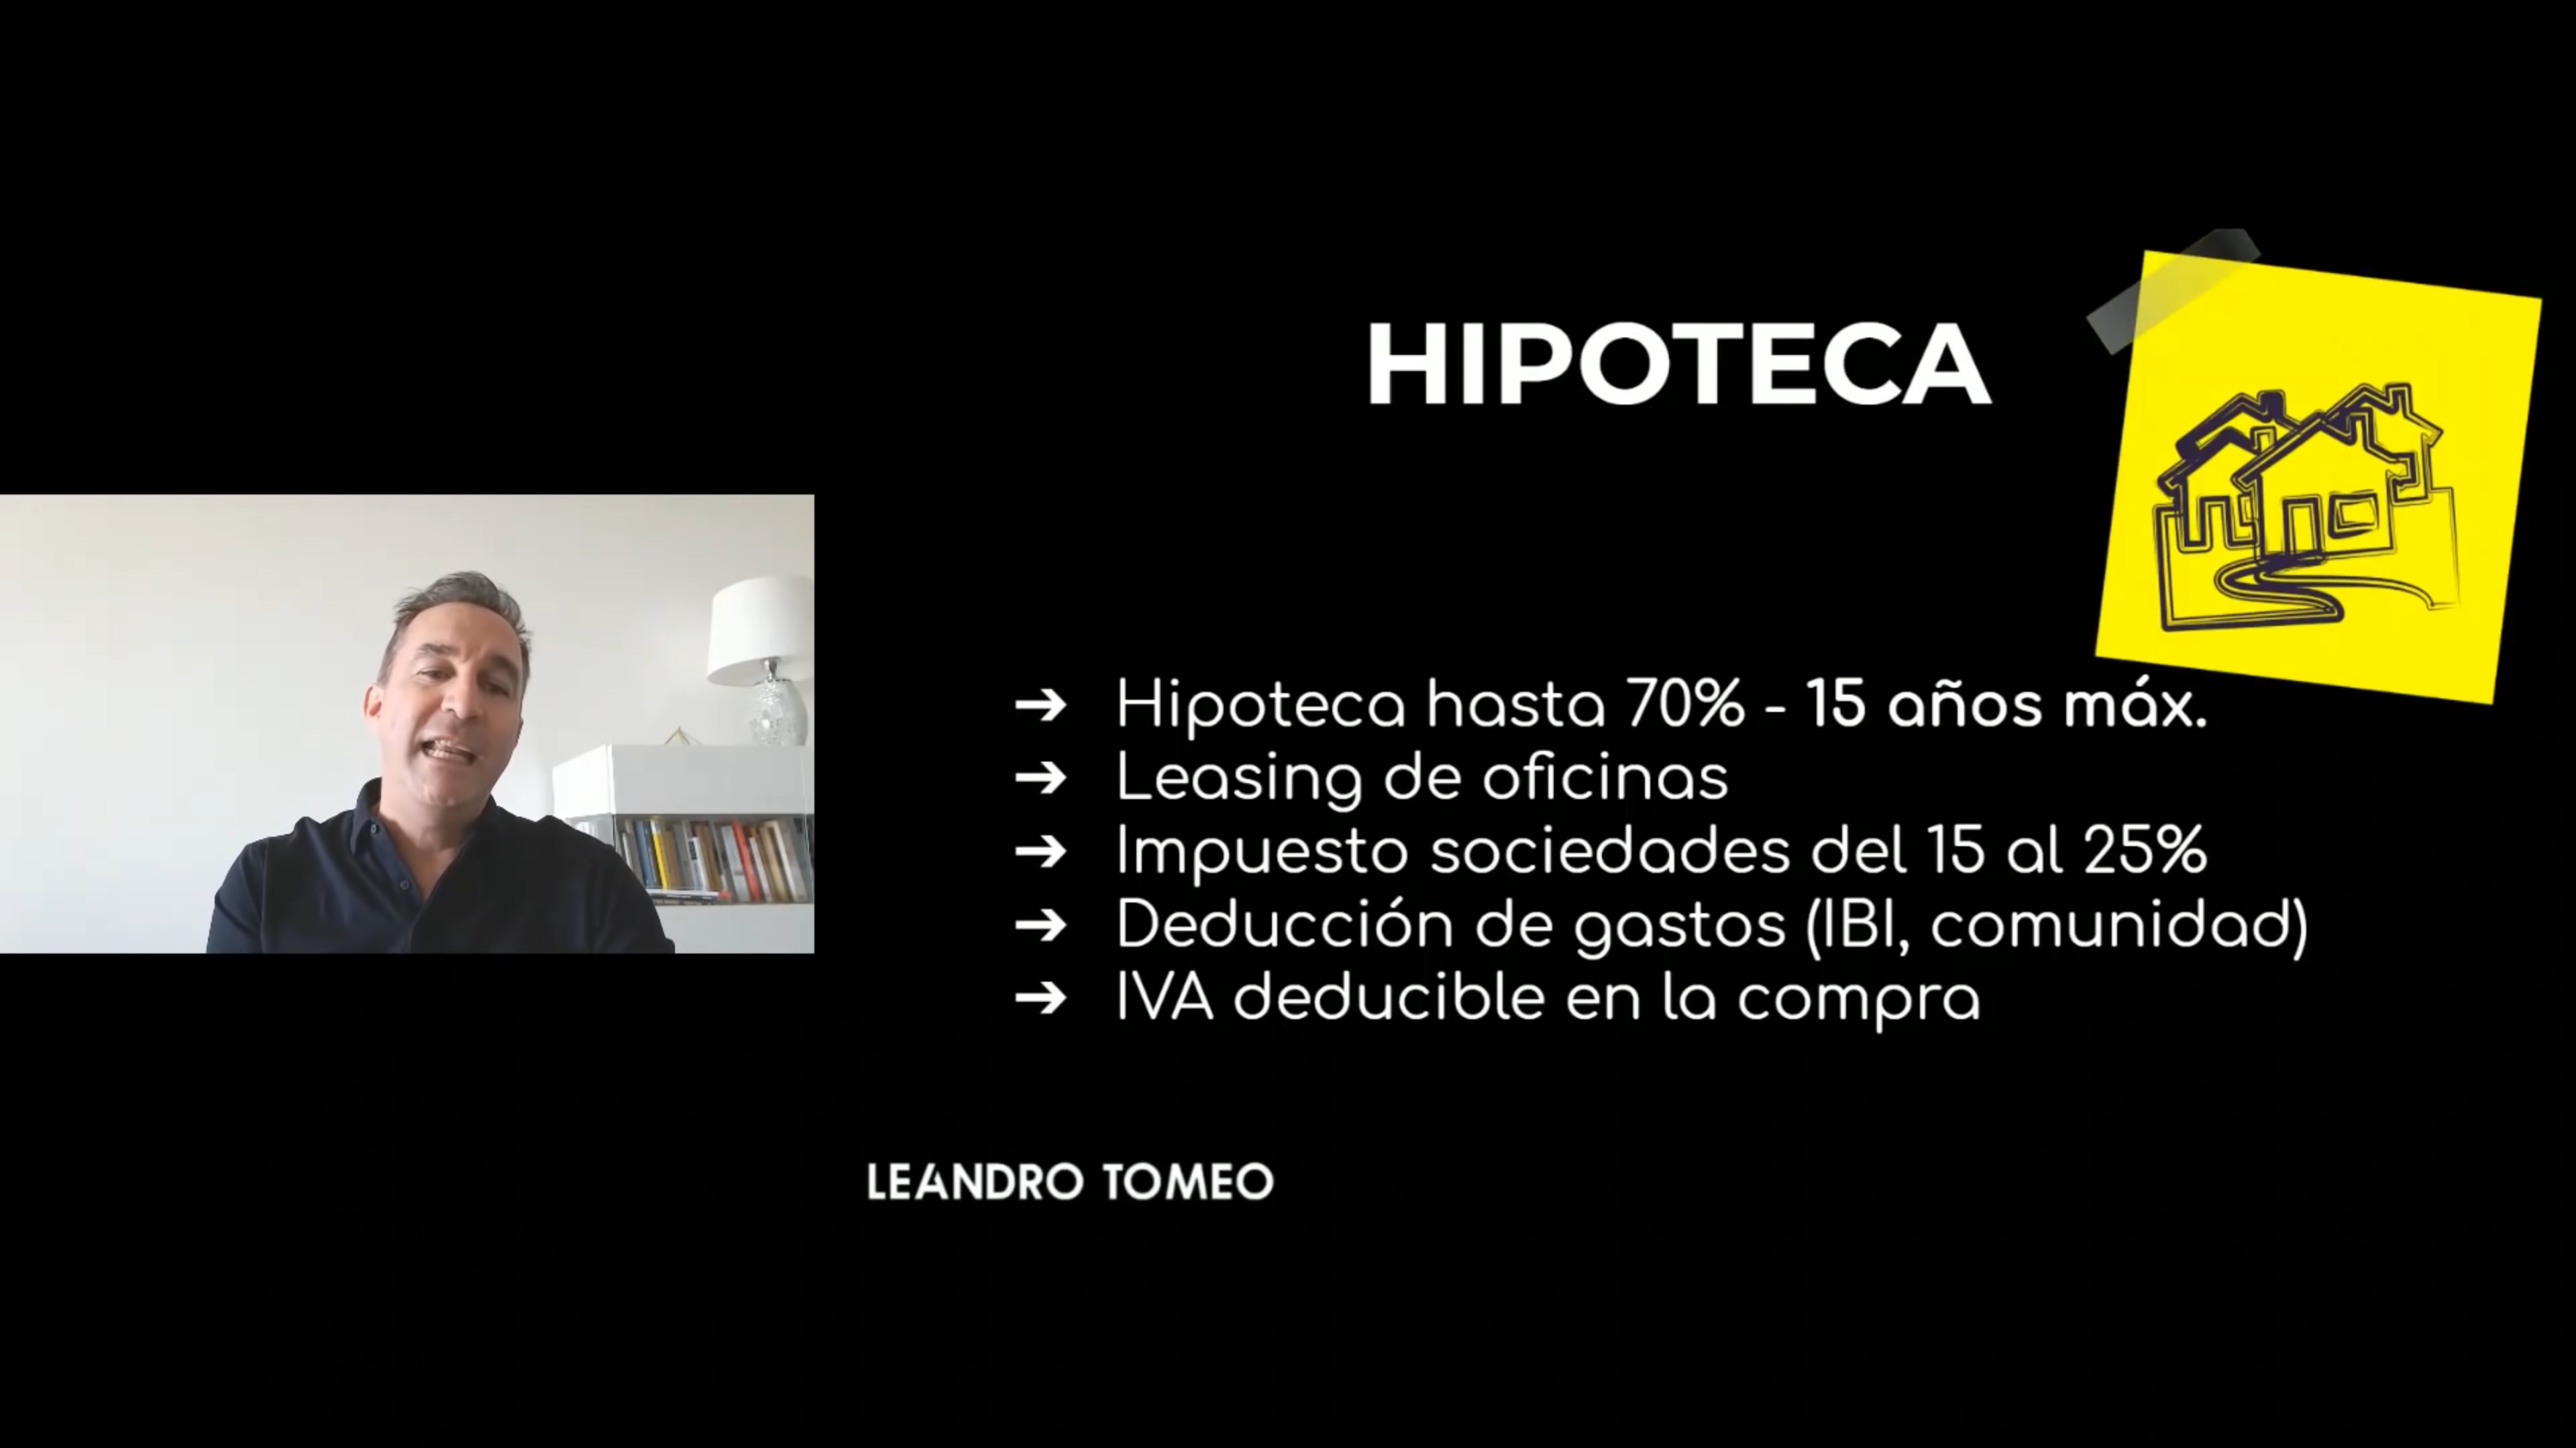 HIPOTECA
➔ Hipoteca hasta 70% - 15 años máx.
➔ Leasing de oficinas
➔ Impuesto sociedades del 15 al 25%
➔ Deducción de gastos (IBI, comunidad)
➔ IVA deducible en la compra
LEANDRO TOMEO